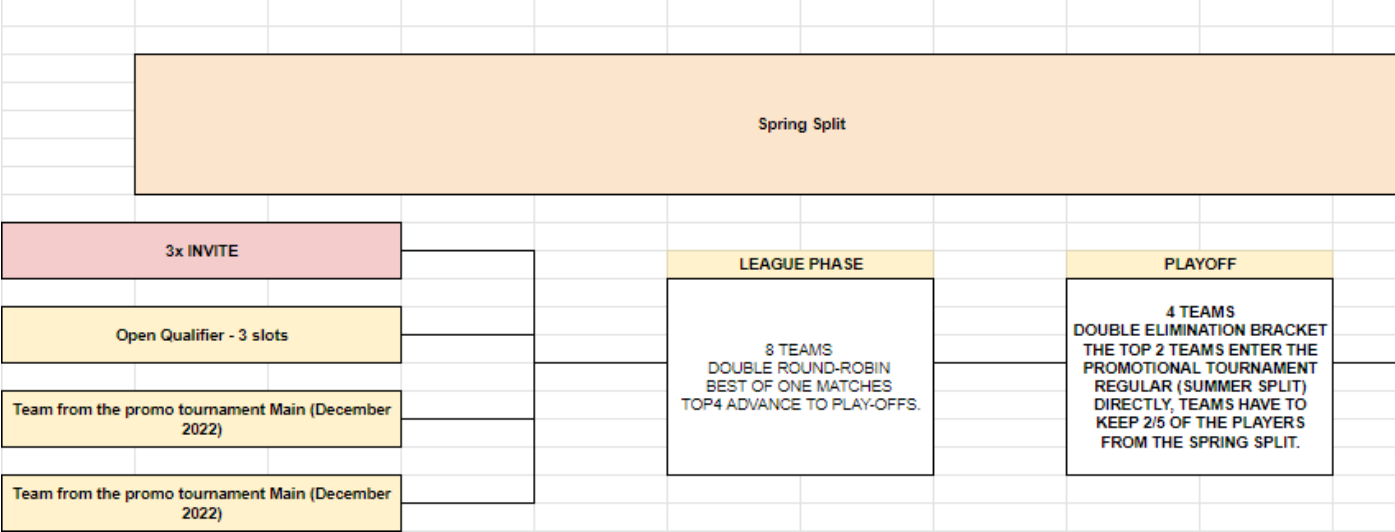 Spring Split
3x INVITE
Open Qualifier - 3 slots
Team from the promo tournament Main (December
2022)
Team from the promo tournament Main (December
2022)
LEAGUE PHASE
8 TEAMS
DOUBLE ROUND-ROBIN
BEST OF ONE MATCHES
TOP4 ADVANCE TO PLAY-OFFS.
PLAYOFF
4 TEAMS
DOUBLE ELIMINATION BRACKET
THE TOP 2 TEAMS ENTER THE
PROMOTIONAL TOURNAMENT
REGULAR (SUMMER SPLIT)
DIRECTLY, TEAMS HAVE TO
KEEP 2/5 OF THE PLAYERS
FROM THE SPRING SPLIT.